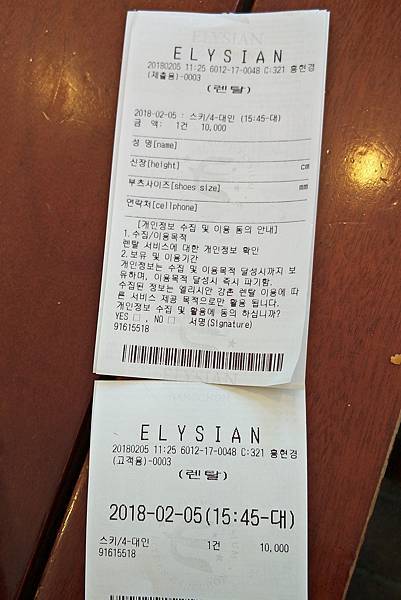 ELYSIAN
20180205 11:25 6012-17-0048 C:321 홍현경
(제출용)-0003
(렌탈)
2018-02-05 : 스키/4-대인 (15:45-대)
금 액: 1건 10,000
성 명[name]
신장[height] cm
부츠사이즈[shoes size] mm
연락처[cellphone]
[개인정보 수집 및 이용 동의 안내]
1.수집/이용목적
렌탈 서비스에 대한 개인정보 확인
2.보유 및 이용기간
개인정보는 수집 및 이용목적 달성시까지 보
유하며, 이용목적 달성시 즉시 파기함.
수집된 정보는 엘리시안 강촌 렌탈 이용에 따
른 서비스 제공 목적으로만 활용 됩니다.
개인정보 수집 및 활용에 동의 하십니까?
YES □ , NO □ 서명(Signature)
91615518
ELYSIAN
20180205 11:25 6012-17-0048 C:321 홍현경
(고객용)-0003
(렌탈)
2018-02-05(15:45-대)
스키/4-대인 1건 10,000
91615518